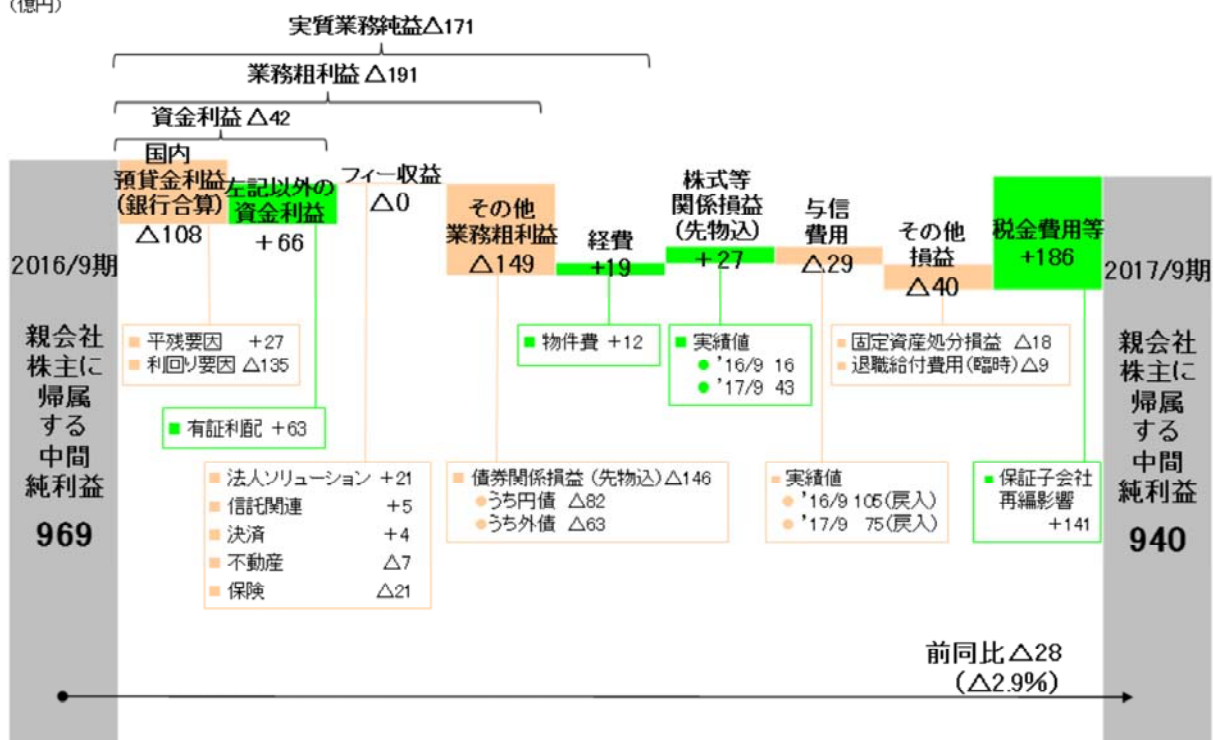 (億円)
実質業務純益△171
業務粗利益 △191
資金利益 △42
国内
預貸金利益
(銀行合算)
△108
左記以外の
資金利益
+66
フィー収益
△0
その他
業務粗利益
△149
経費
+19
株式等
関係損益
(先物込)
+27
与信
費用
△29
その他
損益
△40
税金費用等
+186
2016/9期
親会社
株主に
帰属
する
中間
純利益
969
2017/9期
親会社
株主に
帰属
する
中間
純利益
940
■ 平残要因 +27
■ 利回り要因 △135
■ 有証利配 +63
■ 法人ソリューション +21
■ 信託関連 +5
■ 決済 +4
■ 不動産 △7
■ 保険 △21
■ 債券関係損益 (先物込)△146
●うち円債 △82
●うち外債 △63
■ 物件費 +12
■ 実績値
● '16/9 16
● '17/9 43
■ 実績値
● '16/9 105(戻入)
● '17/9 75(戻入)
■ 固定資産処分損益 △18
■ 退職給付費用(臨時)△9
■ 保証子会社
再編影響
+141
前同比△28
(△2.9%)